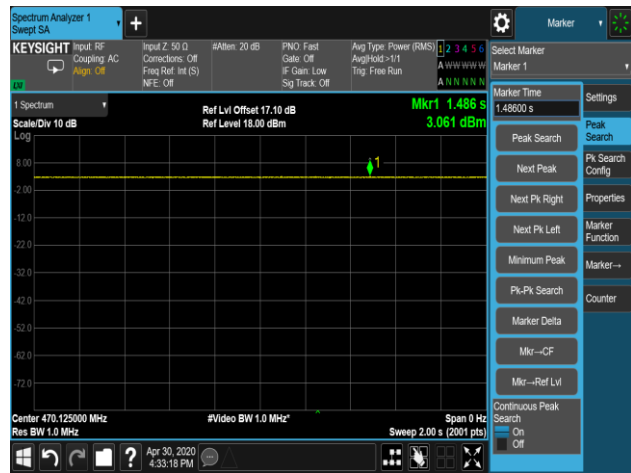 Spectrum Analyzer 1
Swept SA
Marker
KEYSIGHT
Input: RF
Coupling: AC
Align: Off
Input Z: 50 Ω
Corrections: Off
Freq Ref: Int (S)
NFE: Off
#Atten: 20 dB
PNO: Fast
Gate: Off
IF Gain: Low
Sig Track: Off
Avg Type: Power (RMS)
Avg|Hold:>1/1
Trig: Free Run
1 2 3 4 5 6
A W W W W W
A N N N N N
Select Marker
Marker 1
Marker Time
1.48600 s
Settings
1 Spectrum
Ref Lvl Offset 17.10 dB
Mkr1 1.486 s
Scale/Div 10 dB
Ref Level 18.00 dBm
3.061 dBm
Log
1
8.00
-2.00
-12.0
-22.0
-32.0
-42.0
-52.0
-62.0
-72.0
Center 470.125000 MHz
#Video BW 1.0 MHz*
Span 0 Hz
Res BW 1.0 MHz
Sweep 2.00 s (2001 pts)
Peak Search
Next Peak
Next Pk Right
Next Pk Left
Minimum Peak
Pk-Pk Search
Marker Delta
Mkr→CF
Mkr→Ref Lvl
Continuous Peak
Search
On
Off
Peak
Search
Pk Search
Config
Properties
Marker
Function
Marker→
Counter
?
Apr 30, 2020
4:33:18 PM